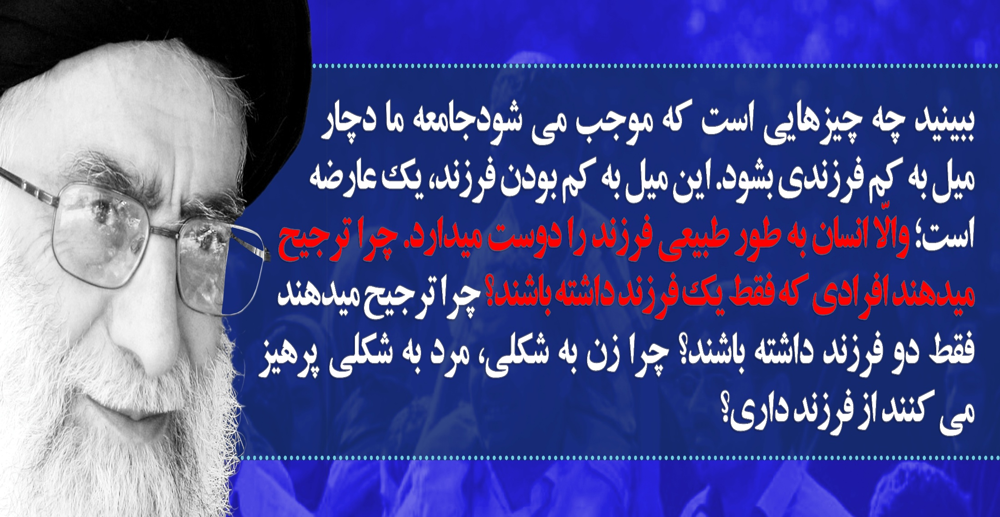 ببینید چه چیزهایی است که موجب می شودجامعه ما دچار
میل به کم فرزندی بشود. این میل به کم بودن فرزند، یک عارضه
است؛ والّا انسان به طور طبیعی فرزند را دوست میدارد. چرا ترجیح
میدهند افرادی که فقط یک فرزند داشته باشند؟ چرا ترجیح میدهند
فقط دو فرزند داشته باشند؟ چرا زن به شکلی، مرد به شکلی پرهیز
می کنند از فرزند داری؟